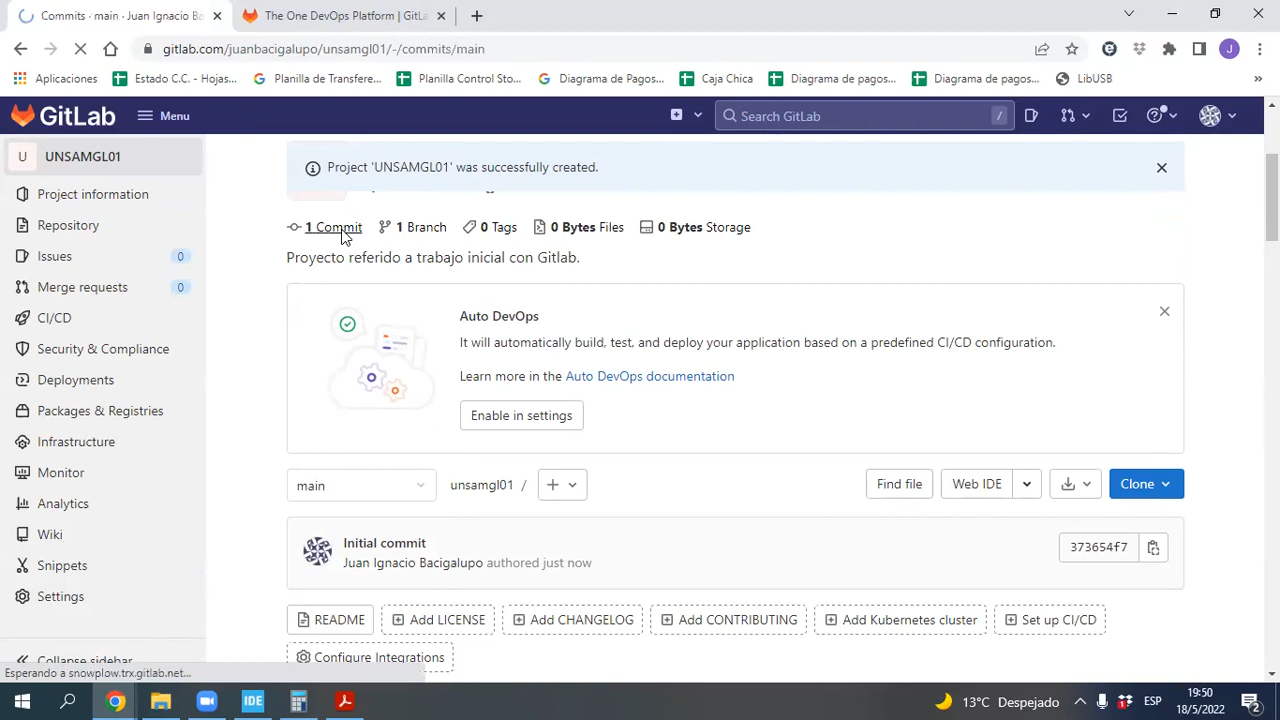 Commits · main · Juan Ignacio Ba
The One DevOps Platform | GitLa
gitlab.com/juanbacigalupo/unsamgl01/-/commits/main
Aplicaciones
Estado C.C. - Hojas...
Planilla de Transfere...
Planilla Control Sto...
Diagrama de Pagos...
Caja Chica
Diagrama de pagos...
Diagrama de pagos...
LibUSB
»
GitLab
Menu
Search GitLab
/
U
UNSAMGL01
Project information
Repository
Issues 0
Merge requests 0
CI/CD
Security & Compliance
Deployments
Packages & Registries
Infrastructure
Monitor
Analytics
Wiki
Snippets
Settings
Collapse sidebar
Esperando a snowplow.trx.gitlab.net...
Project 'UNSAMGL01' was successfully created.
1 Commit 1 Branch 0 Tags 0 Bytes Files 0 Bytes Storage
Proyecto referido a trabajo inicial con Gitlab.
Auto DevOps
It will automatically build, test, and deploy your application based on a predefined CI/CD configuration.
Learn more in the Auto DevOps documentation
Enable in settings
main
unsamgl01 /
Find file
Web IDE
Clone
Initial commit
Juan Ignacio Bacigalupo authored just now
373654f7
README
Add LICENSE
Add CHANGELOG
Add CONTRIBUTING
Add Kubernetes cluster
Set up CI/CD
Configure Integrations
J
IDE
13°C Despejado
1
ESP
19:50
18/5/2022
2